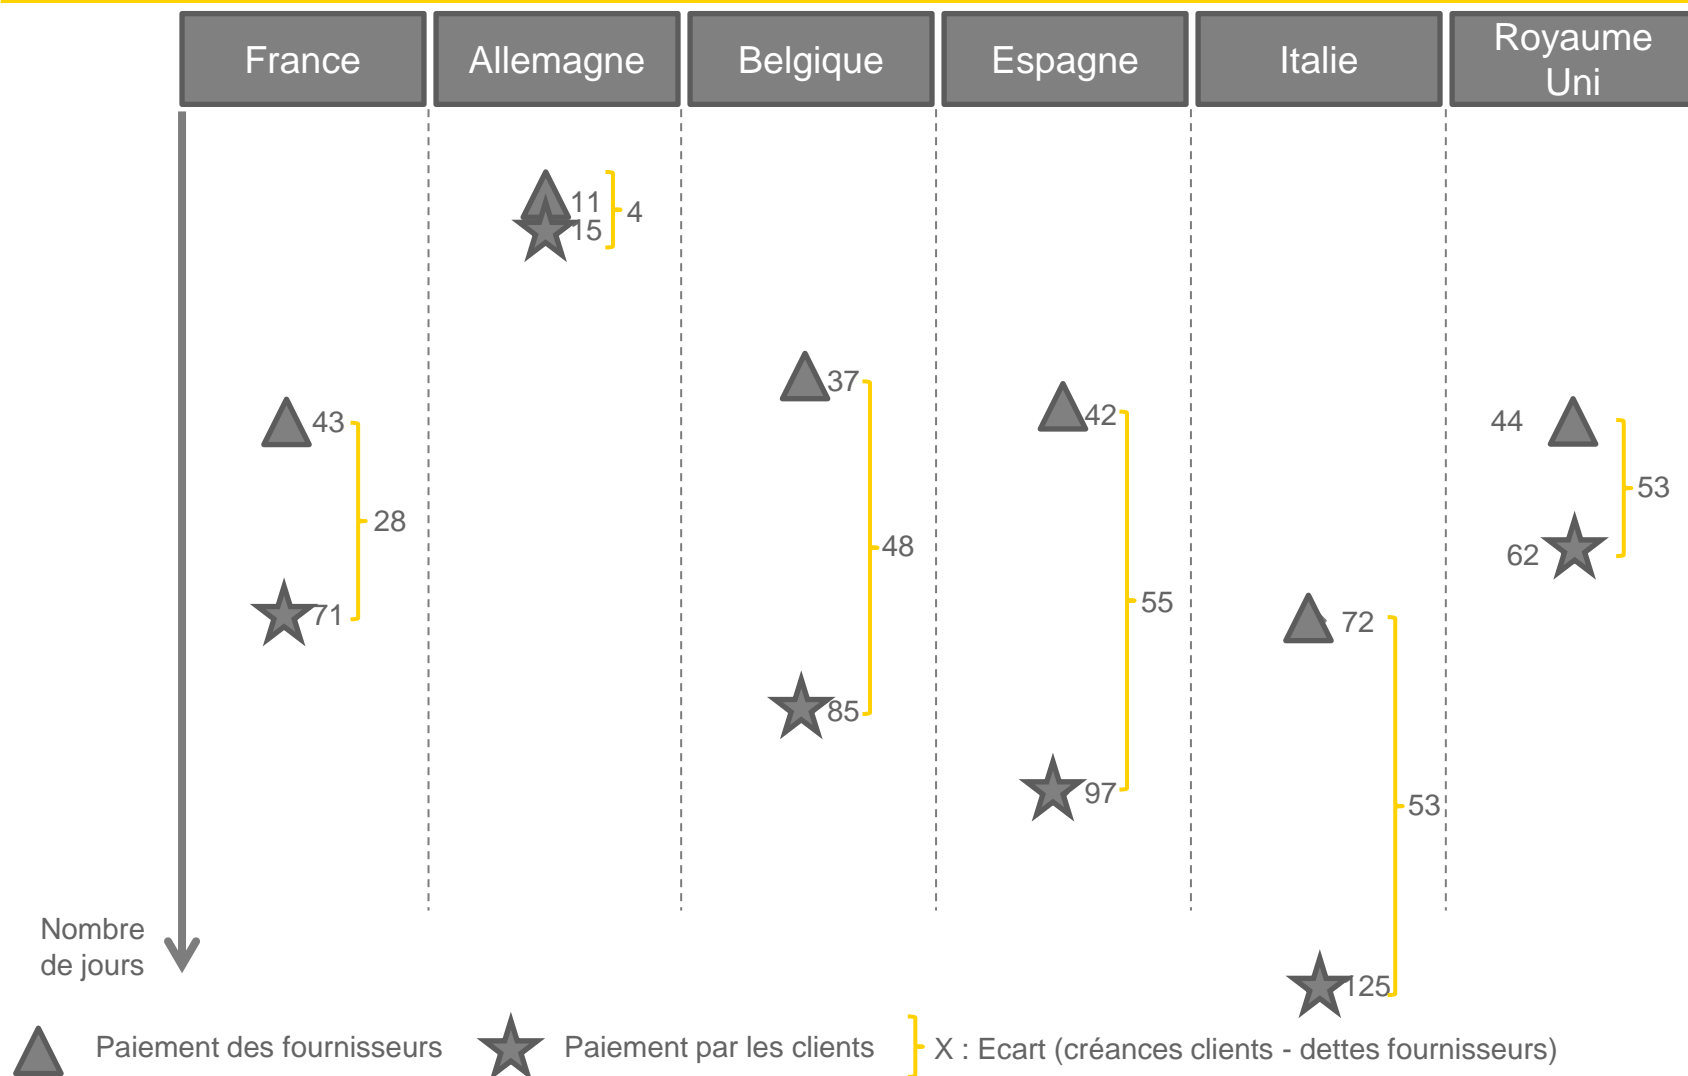 France
Allemagne
Belgique
Espagne
Italie
Royaume
Uni
11
15
4
37
43
42
44
28
48
53
62
71
55
72
85
97
53
125
Nombre
de jours
Paiement des fournisseurs
Paiement par les clients
X : Ecart (créances clients - dettes fournisseurs)